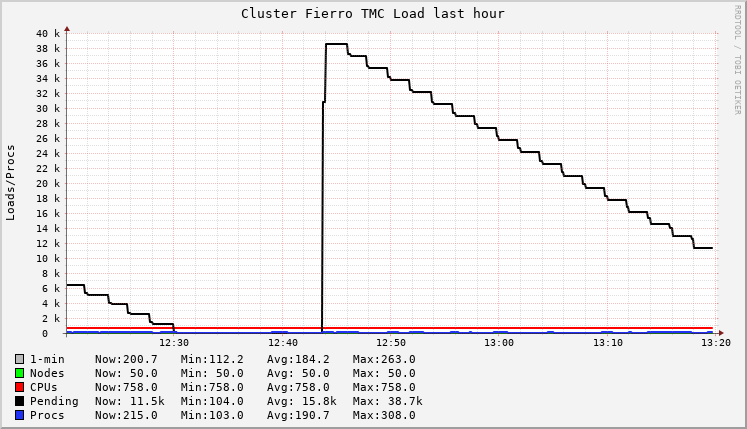 Cluster Fierro TMC Load last hour
RRDTOOL / TOBI OETIKER
Loads/Procs
40 k
38 k
36 k
34 k
32 k
30 k
28 k
26 k
24 k
22 k
20 k
18 k
16 k
14 k
12 k
10 k
8 k
6 k
4 k
2 k
0
12:30 12:40 12:50 13:00 13:10 13:20
1-min Now:200.7 Min:112.2 Avg:184.2 Max:263.0
Nodes Now: 50.0 Min: 50.0 Avg: 50.0 Max: 50.0
CPUs Now:758.0 Min:758.0 Avg:758.0 Max:758.0
Pending Now: 11.5k Min:104.0 Avg: 15.8k Max: 38.7k
Procs Now:215.0 Min:103.0 Avg:190.7 Max:308.0